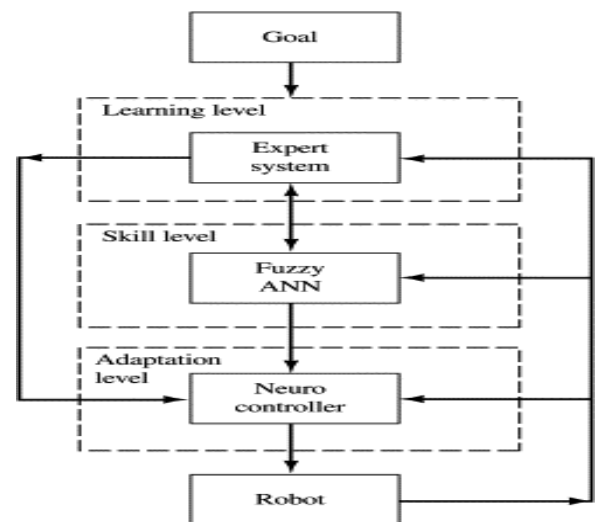 Goal
Learning level
Expert
system
Skill level
Fuzzy
ANN
Adaptation
level
Neuro
controller
Robot